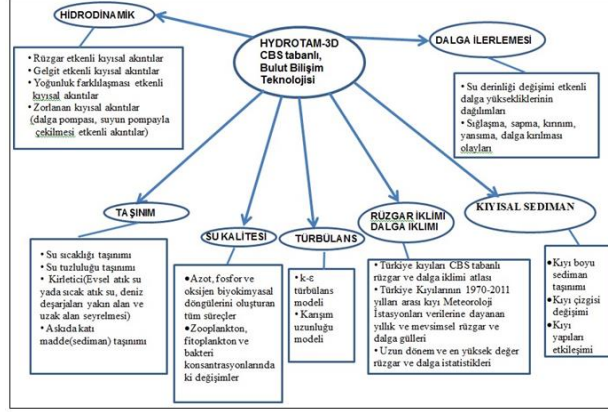 HİDRODİNAMİK
HYDROTAM-3D
CBS tabanlı,
Bulut Bilişim
Teknolojisi
DALGA İLERLEMESİ
• Rüzgar etkenli kıyısal akıntılar
• Gelgit etkenli kıyısal akıntılar
• Yoğunluk farklılaşması etkenli
kıyısal akıntılar
• Zorlanan kıyısal akıntılar
(dalga pompası, suyun pompayla
çekilmesi etkenli akıntılar)
• Su derinliği değişimi etkenli
dalga yüksekliklerinin
dağılımları
• Sığlaşma, sapma, kırınım,
yansıma, dalga kırılması
olayları
TAŞINIM
SU KALİTESİ
TÜRBÜLANS
RÜZGAR İKLİMİ
DALGA IKLIMI
KIYISAL SEDIMAN
• Su sıcaklığı taşınımı
• Su tuzluluğu taşınımı
• Kirletici(Evsel atık su
yada sıcak atık su, deniz
deşarjaları yakın alan ve
uzak alan seyrelmesi)
• Askıda katı
madde(sediman) taşınımı
●Azot, fosfor ve
oksijen biyokimyasal
döngülerini oluşturan
tüm süreçler
●Zooplankton,
fitoplankton ve
bakteri
konsantrasyonlarında
ki değişimler
• k-ε
türbülans
modeli
• Karışım
uzunluğu
modeli
• Türkiye kıyıları CBS tabanlı
rüzgar ve dalga iklimi atlası
• Türkiye Kıyılarının 1970-2011
yılları arası kıyı Meteoroloji
İstasyonları verilerine dayanan
yıllık ve mevsimsel rüzgar ve
dalga gülleri
• Uzun dönem ve en yüksek değer
rüzgar ve dalga istatistikleri
●Kıyı boyu
sediman
taşınımı
●Kıyı çizgisi
değişimi
●Kıyı
yapıları
etkileşimi